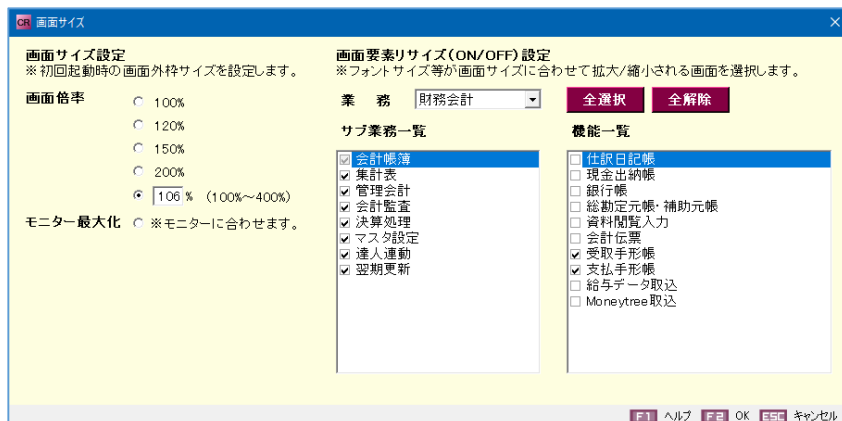 CR 画面サイズ
画面サイズ設定
※初回起動時の画面外枠サイズを設定します。
画面倍率
100%
120%
150%
200%
106 % (100%～400%)
モニター最大化 ※モニターに合わせます。
画面要素リサイズ(ON/OFF)設定
※フォントサイズ等が画面サイズに合わせて拡大/縮小される画面を選択します。
業 務 財務会計 全選択 全解除
サブ業務一覧
会計帳簿
集計表
管理会計
会計監査
決算処理
マスタ設定
達人連動
翌期更新
機能一覧
仕訳日記帳
現金出納帳
銀行帳
総勘定元帳・補助元帳
資料閲覧入力
会計伝票
受取手形帳
支払手形帳
給与データ取込
Moneytree取込
F1 ヘルプ F2 OK ESC キャンセル